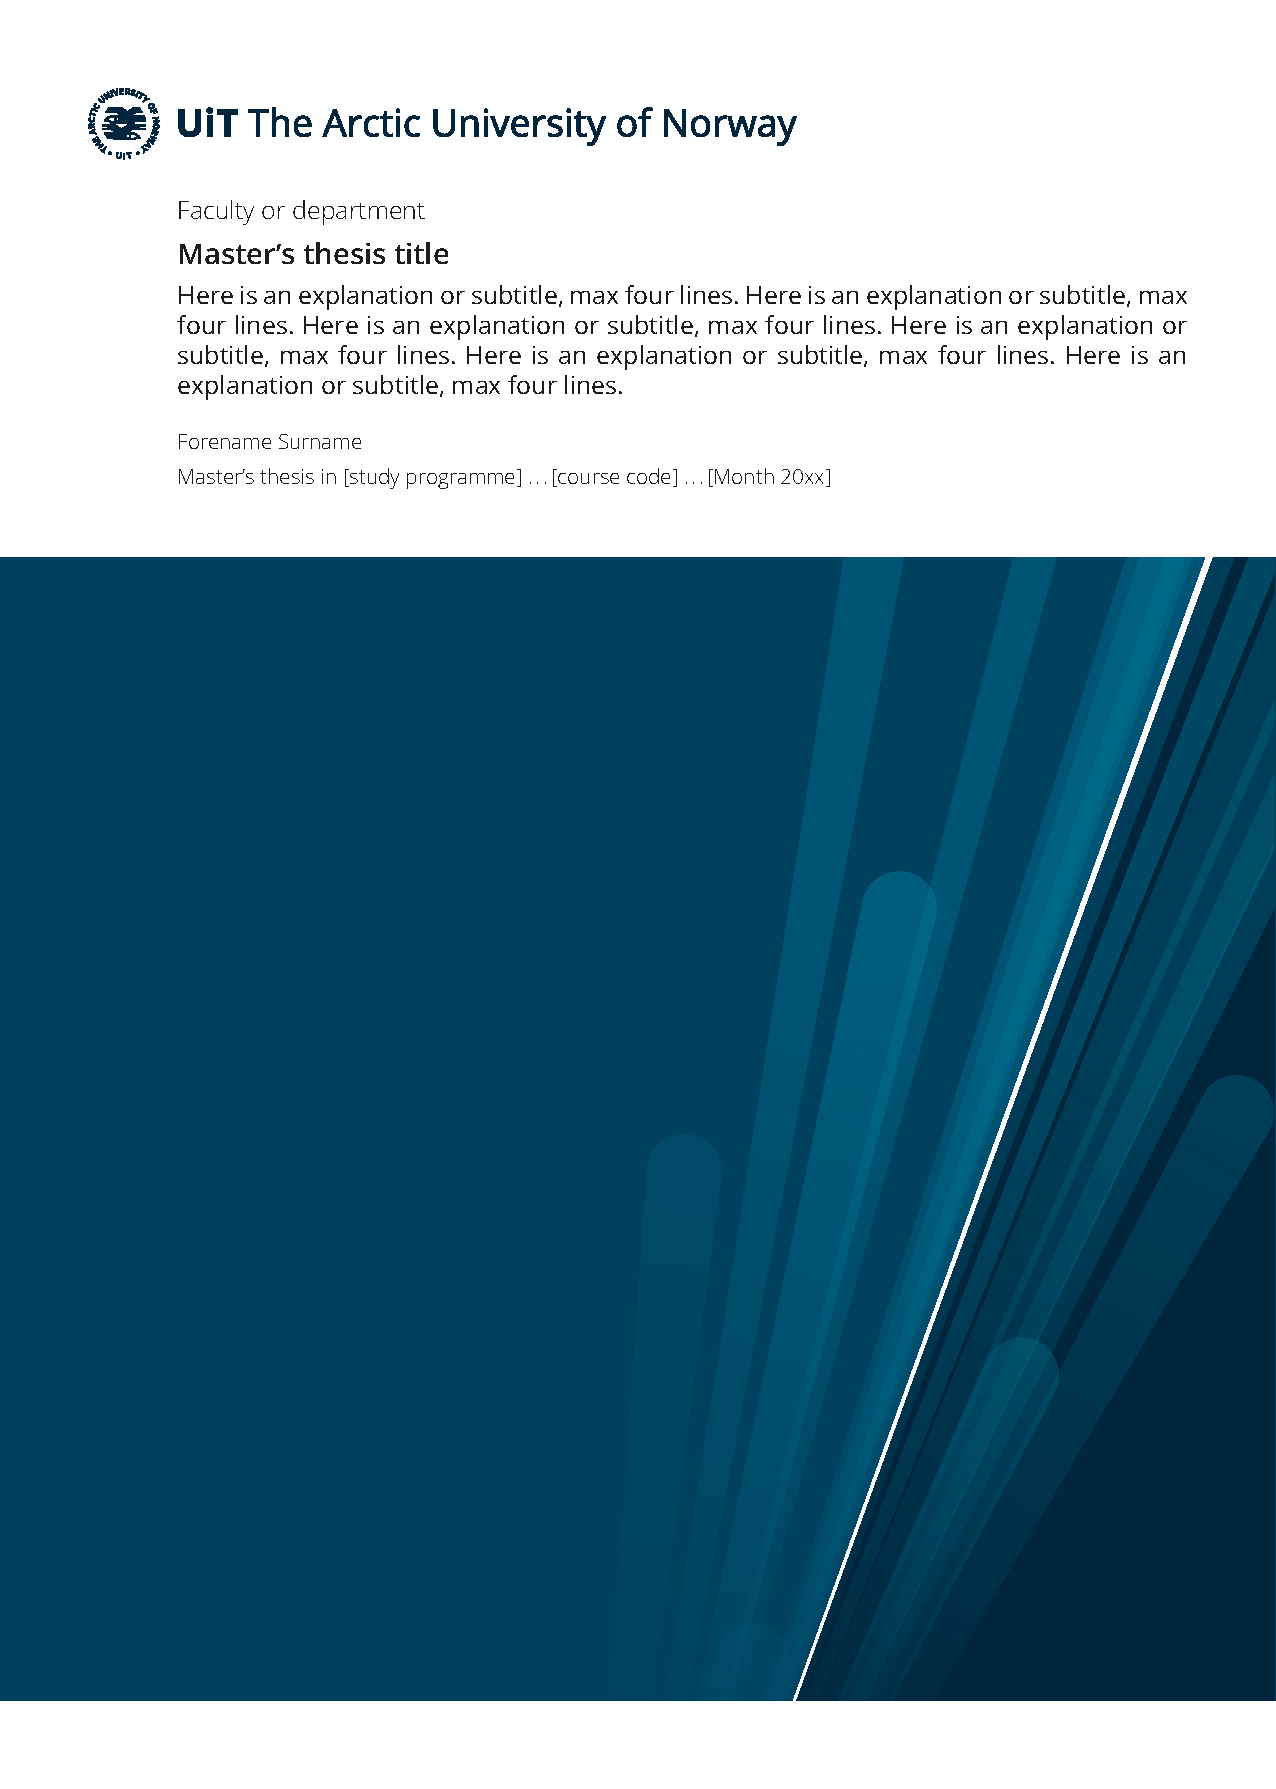 THE ARCTIC UNIVERSITY OF NORWAY • UiT •
UiT The Arctic University of Norway
Faculty or department
Master’s thesis title
Here is an explanation or subtitle, max four lines. Here is an explanation or subtitle, max
four lines. Here is an explanation or subtitle, max four lines. Here is an explanation or
subtitle, max four lines. Here is an explanation or subtitle, max four lines. Here is an
explanation or subtitle, max four lines.
Forename Surname
Master’s thesis in [study programme] ... [course code] ... [Month 20xx]